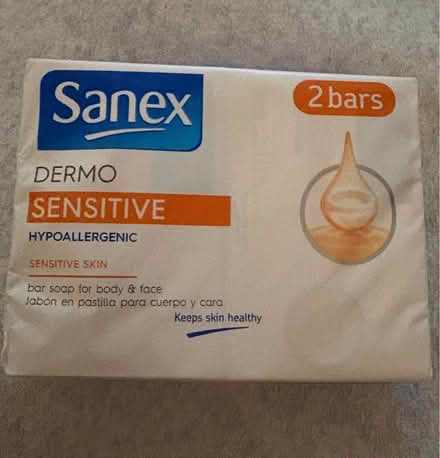 Sanex
2 bars
DERMO
SENSITIVE
HYPOALLERGENIC
SENSITIVE SKIN
bar soap for body & face
Jabón en pastilla para cuerpo y cara
Keeps skin healthy